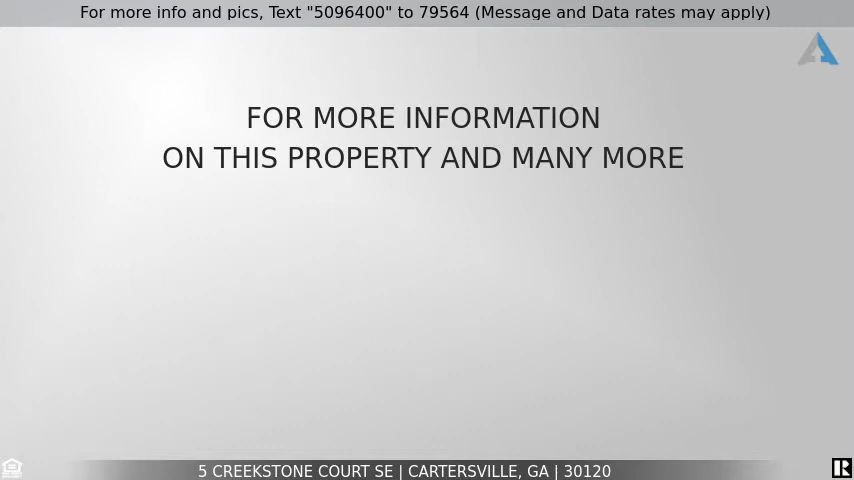 For more info and pics, Text "5096400" to 79564 (Message and Data rates may apply)
FOR MORE INFORMATION
ON THIS PROPERTY AND MANY MORE
5 CREEKSTONE COURT SE | CARTERSVILLE, GA | 30120